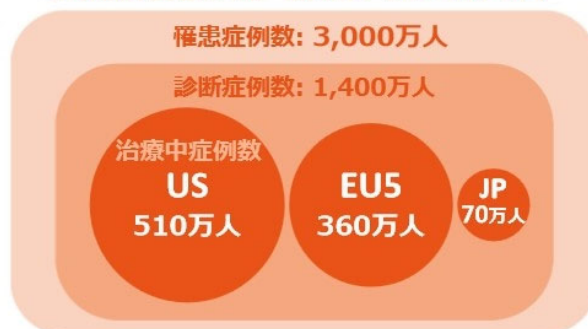 罹患症例数: 3,000万人
診断症例数: 1,400万人
治療中症例数
US
510万人
EU5
360万人
JP
70万人